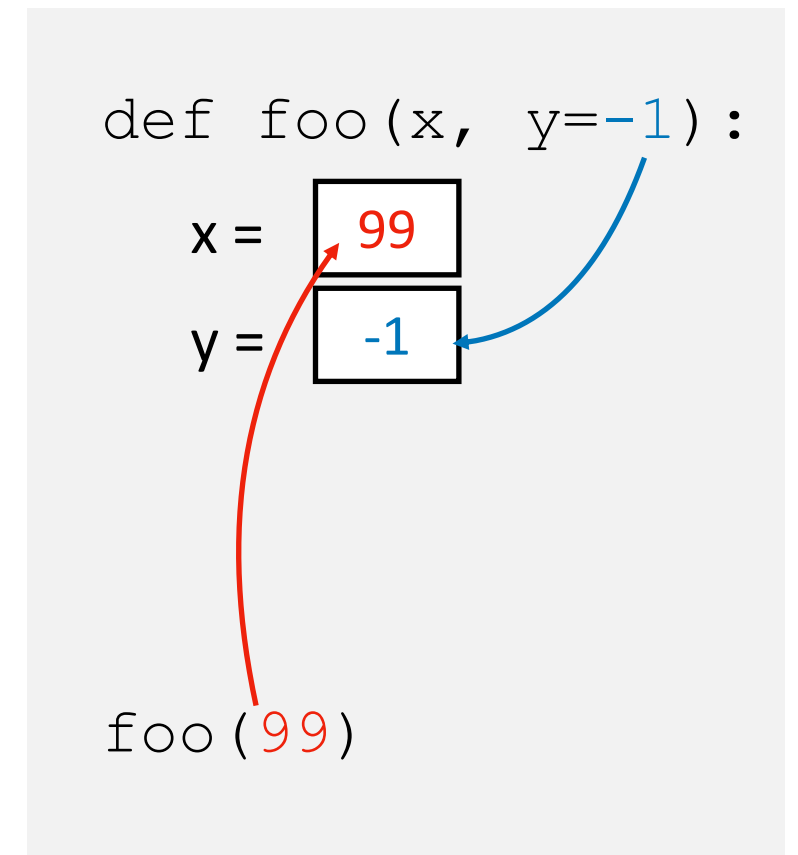 def foo(x, y=-1):
x = 99
y = -1
foo(99)